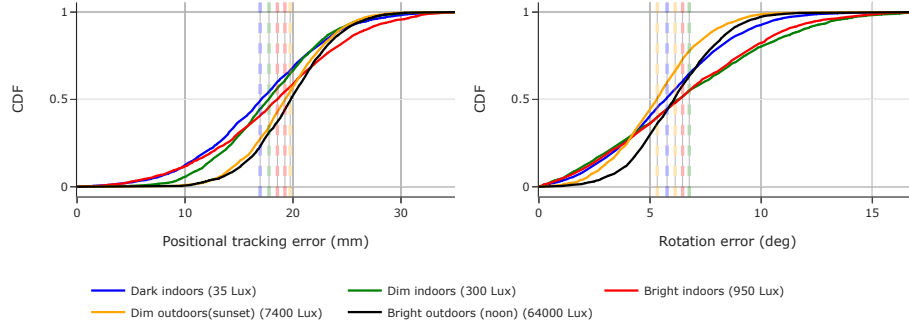 1
0.5
0
CDF
0
10
20
30
Positional tracking error (mm)
1
0.5
0
CDF
0
5
10
15
Rotation error (deg)
Dark indoors (35 Lux)
Dim indoors (300 Lux)
Bright indoors (950 Lux)
Dim outdoors(sunset) (7400 Lux)
Bright outdoors (noon) (64000 Lux)